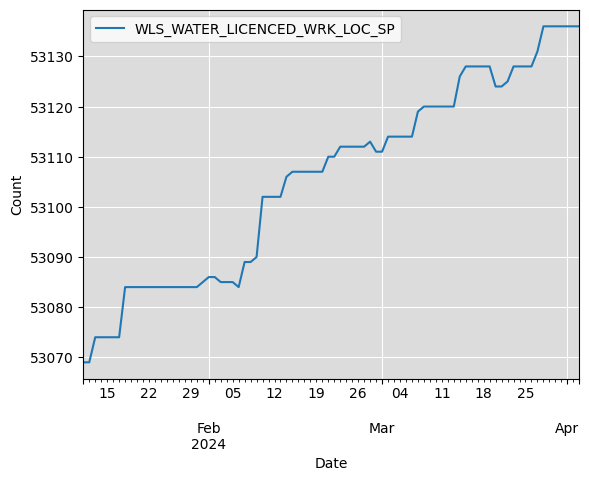 WLS_WATER_LICENCED_WRK_LOC_SP
53130
53120
53110
53100
53090
53080
53070
Count
15 22 29 05 12 19 26 04 11 18 25
Feb Mar Apr
2024
Date